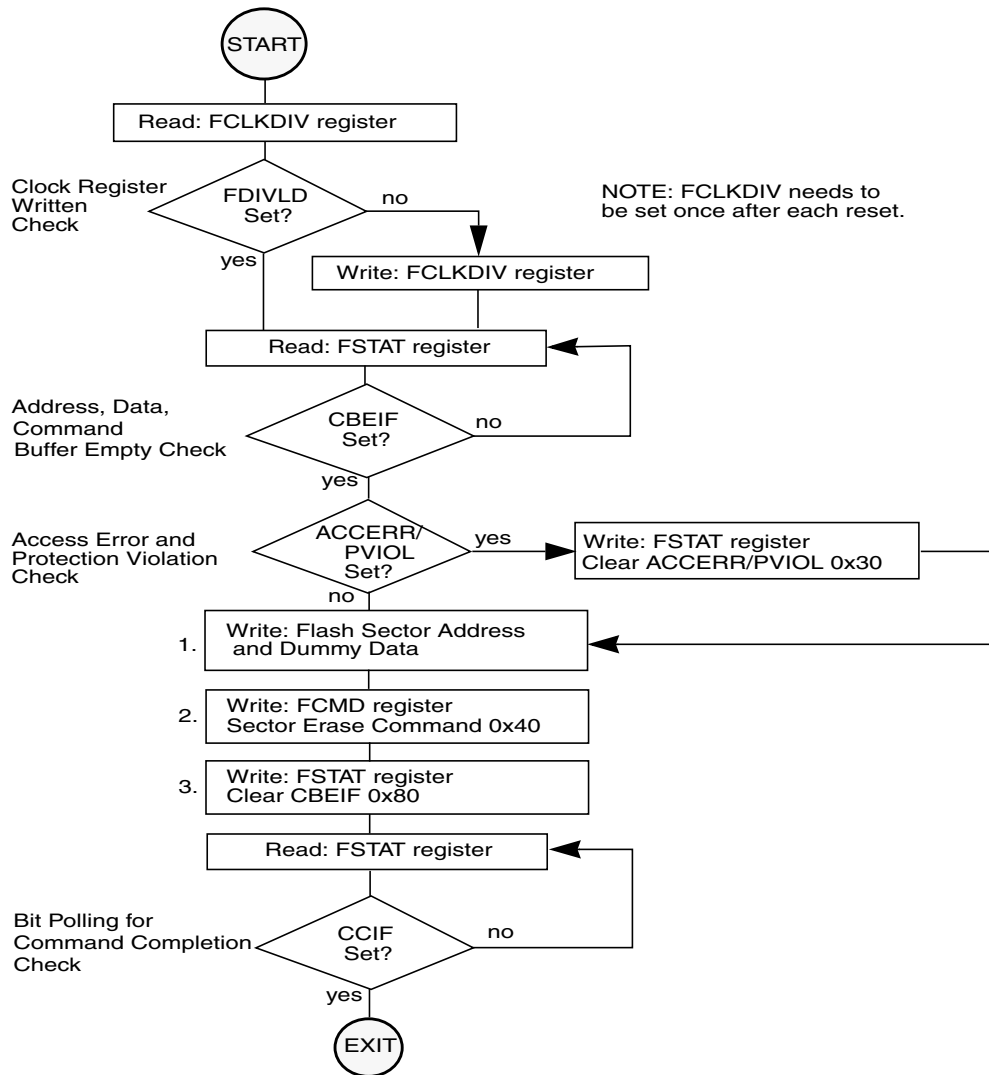 START
Read: FCLKDIV register
Clock Register
Written
Check
FDIVLD
Set?
no
yes
NOTE: FCLKDIV needs to
be set once after each reset.
Write: FCLKDIV register
Read: FSTAT register
Address, Data,
Command
Buffer Empty Check
CBEIF
Set?
no
yes
Access Error and
Protection Violation
Check
ACCERR/
PVIOL
Set?
yes
no
Write: FSTAT register
Clear ACCERR/PVIOL 0x30
1.
Write: Flash Sector Address
and Dummy Data
2.
Write: FCMD register
Sector Erase Command 0x40
3.
Write: FSTAT register
Clear CBEIF 0x80
Read: FSTAT register
Bit Polling for
Command Completion
Check
CCIF
Set?
no
yes
EXIT